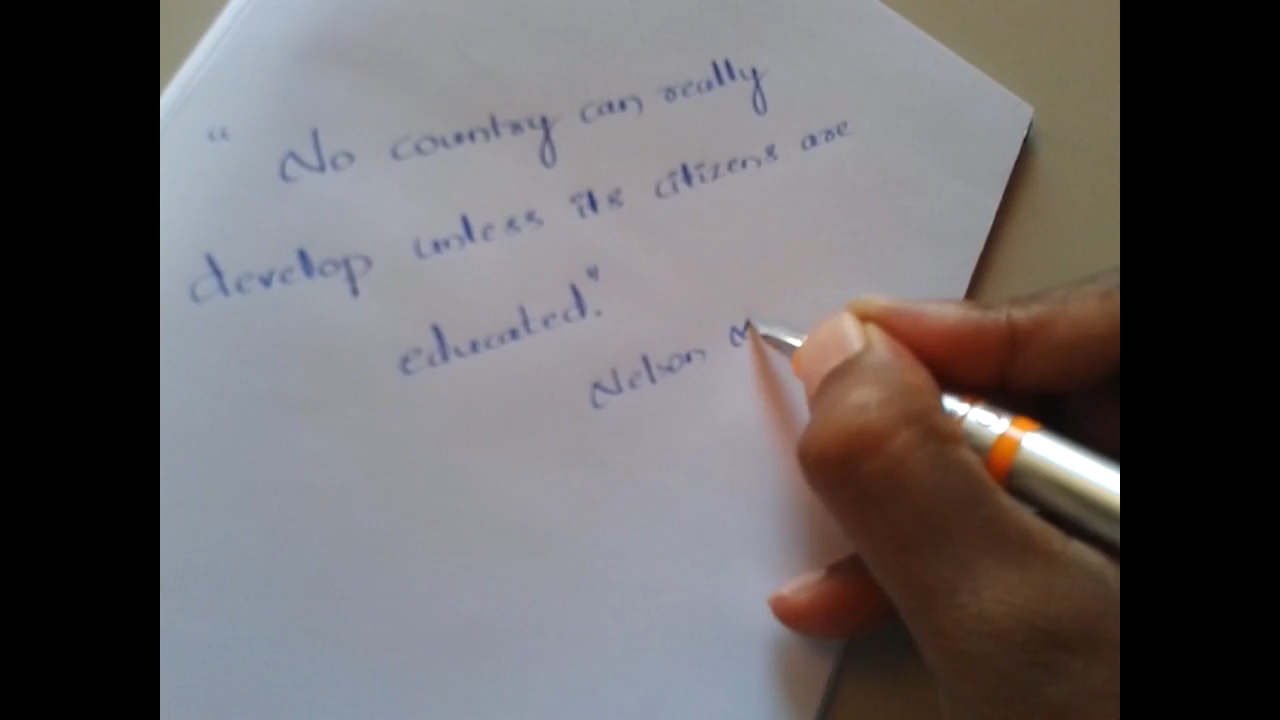 " No country can really
develop unless its citizens are
educated."
Nelson M